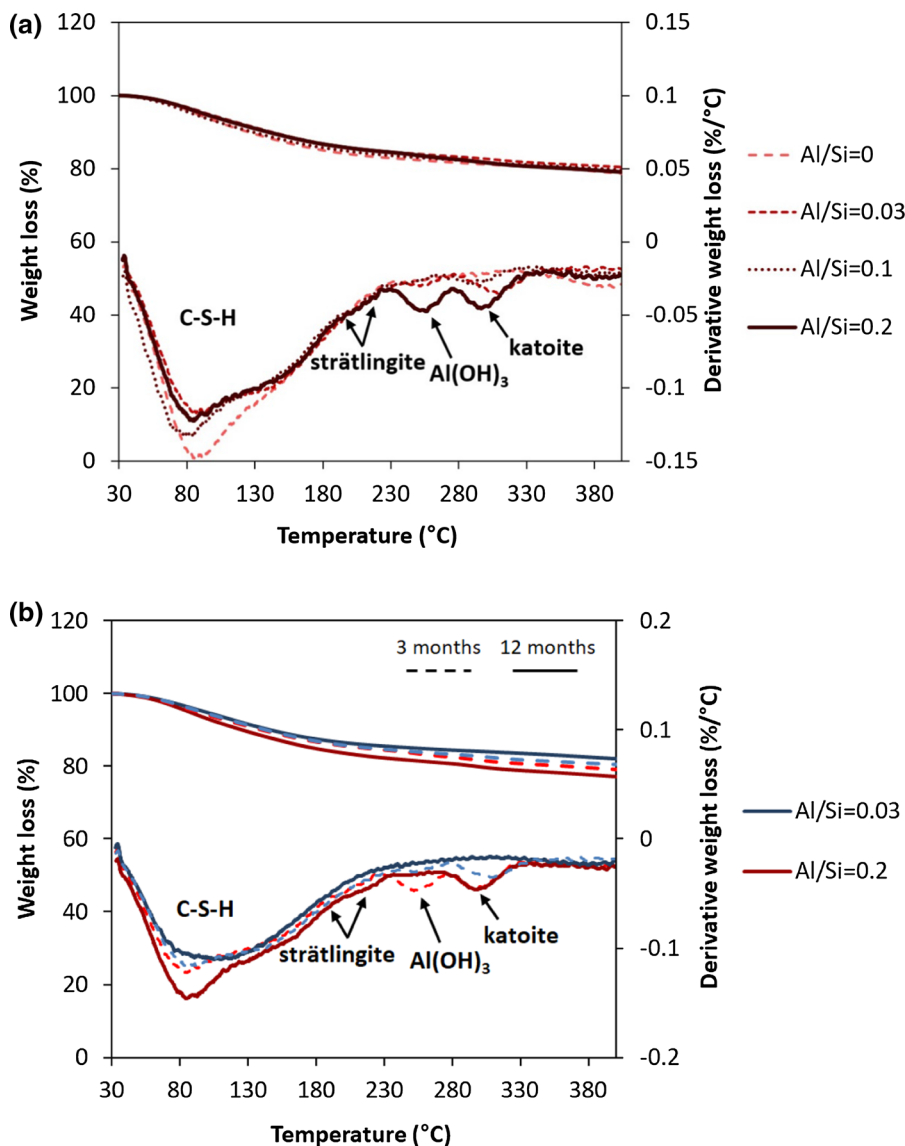 (a)
120
100
80
60
40
20
0
Weight loss (%)
0.15
0.1
0.05
0
-0.05
-0.1
-0.15
Derivative weight loss (%/°C)
C-S-H
strätlingite
Al(OH)3
katoite
30 80 130 180 230 280 330 380
Temperature (°C)
Al/Si=0
Al/Si=0.03
Al/Si=0.1
Al/Si=0.2
(b)
120
100
80
60
40
20
0
Weight loss (%)
3 months 12 months
0.2
0.1
0
-0.1
-0.2
Derivative weight loss (%/°C)
C-S-H
strätlingite
Al(OH)3
katoite
30 80 130 180 230 280 330 380
Temperature (°C)
Al/Si=0.03
Al/Si=0.2